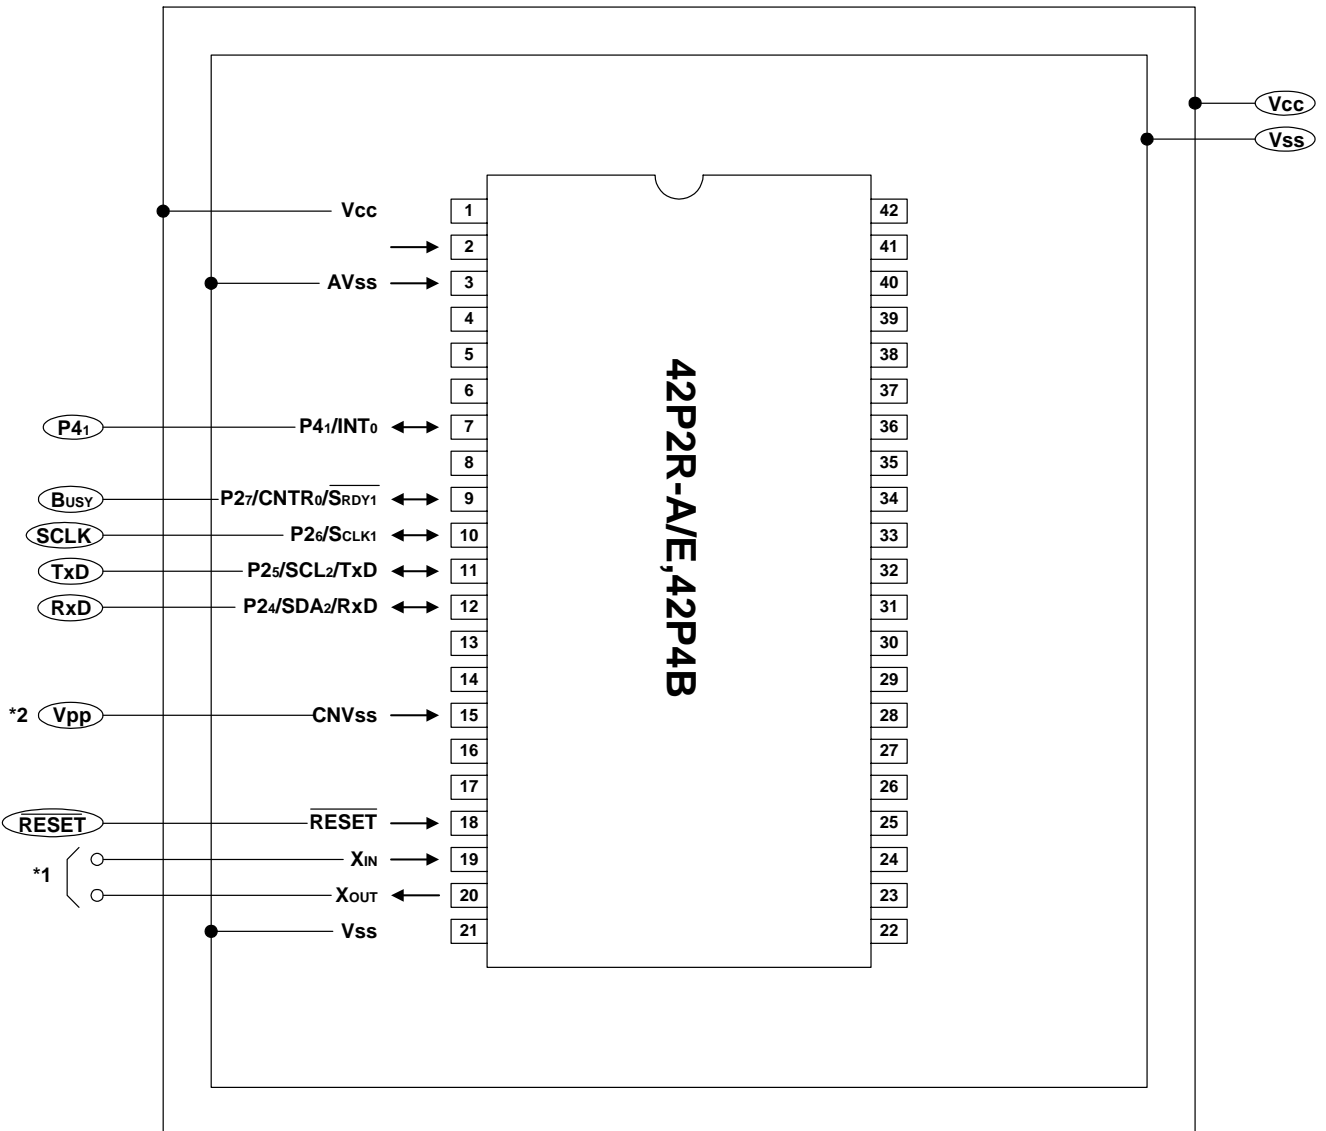 Vcc
Vss
Vcc 1 42
2 41
AVss 3 40
4 39
5 38
6 37
P41 P41/INT0 7 36
8 35
BUSY P27/CNTR0/SRDY1 9 34
SCLK P26/SCLK1 10 33
TxD P25/SCL2/TxD 11 32
RxD P24/SDA2/RxD 12 31
13 30
14 29
*2 Vpp CNVss 15 28
16 27
17 26
RESET RESET 18 25
*1 XIN 19 24
XOUT 20 23
Vss 21 22
42P2R-A/E,42P4B